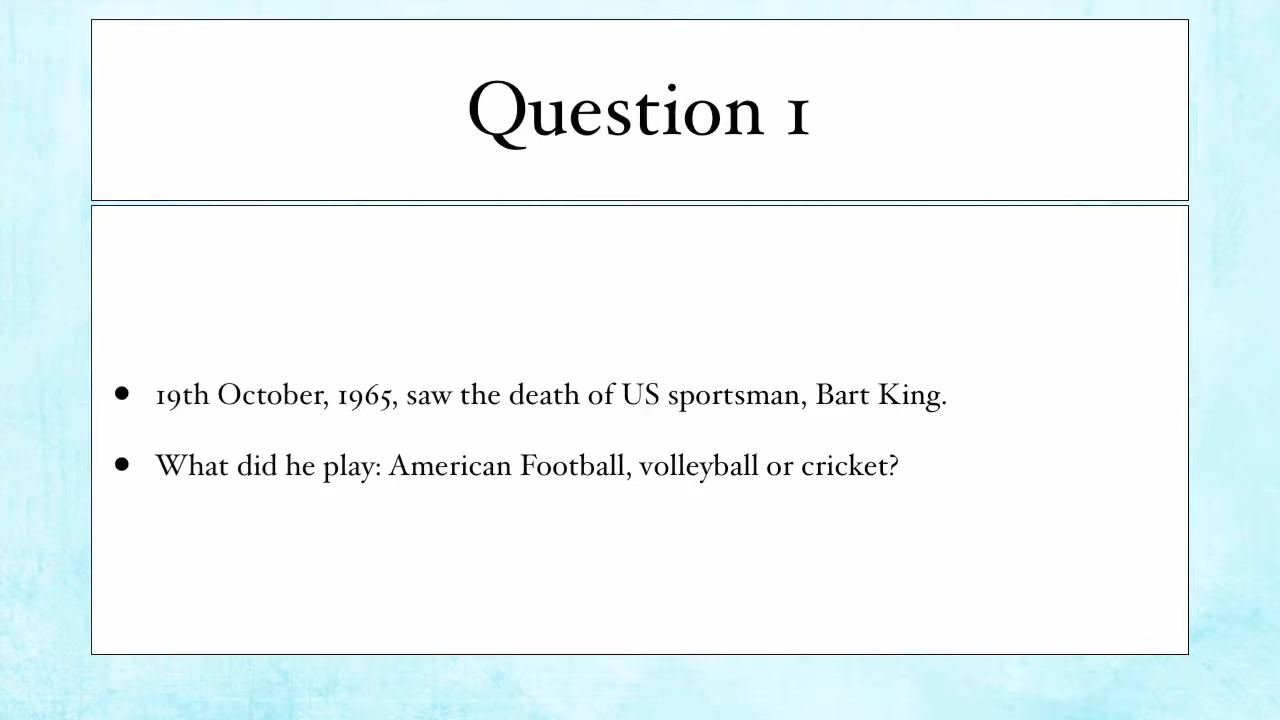 Question 1
• 19th October, 1965, saw the death of US sportsman, Bart King.
• What did he play: American Football, volleyball or cricket?